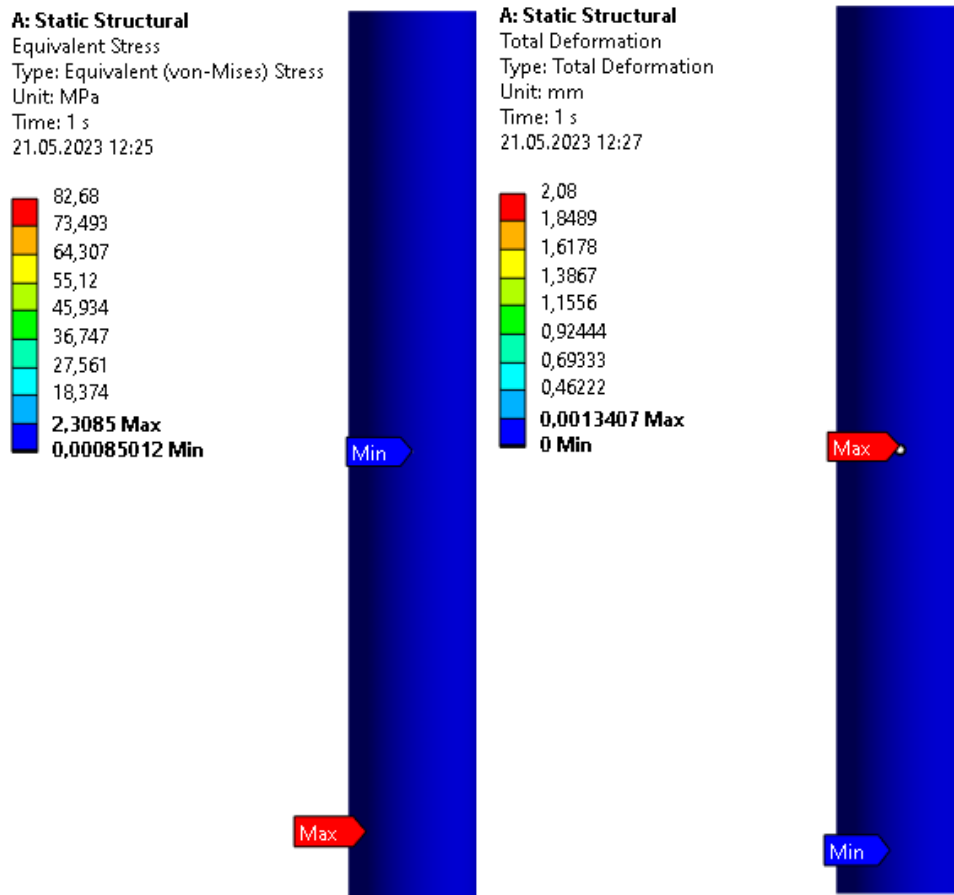 A: Static Structural
Equivalent Stress
Type: Equivalent (von-Mises) Stress
Unit: MPa
Time: 1 s
21.05.2023 12:25
82,68
73,493
64,307
55,12
45,934
36,747
27,561
18,374
2,3085 Max
0,00085012 Min
Min
Max
A: Static Structural
Total Deformation
Type: Total Deformation
Unit: mm
Time: 1 s
21.05.2023 12:27
2,08
1,8489
1,6178
1,3867
1,1556
0,92444
0,69333
0,46222
0,0013407 Max
0 Min
Max
Min